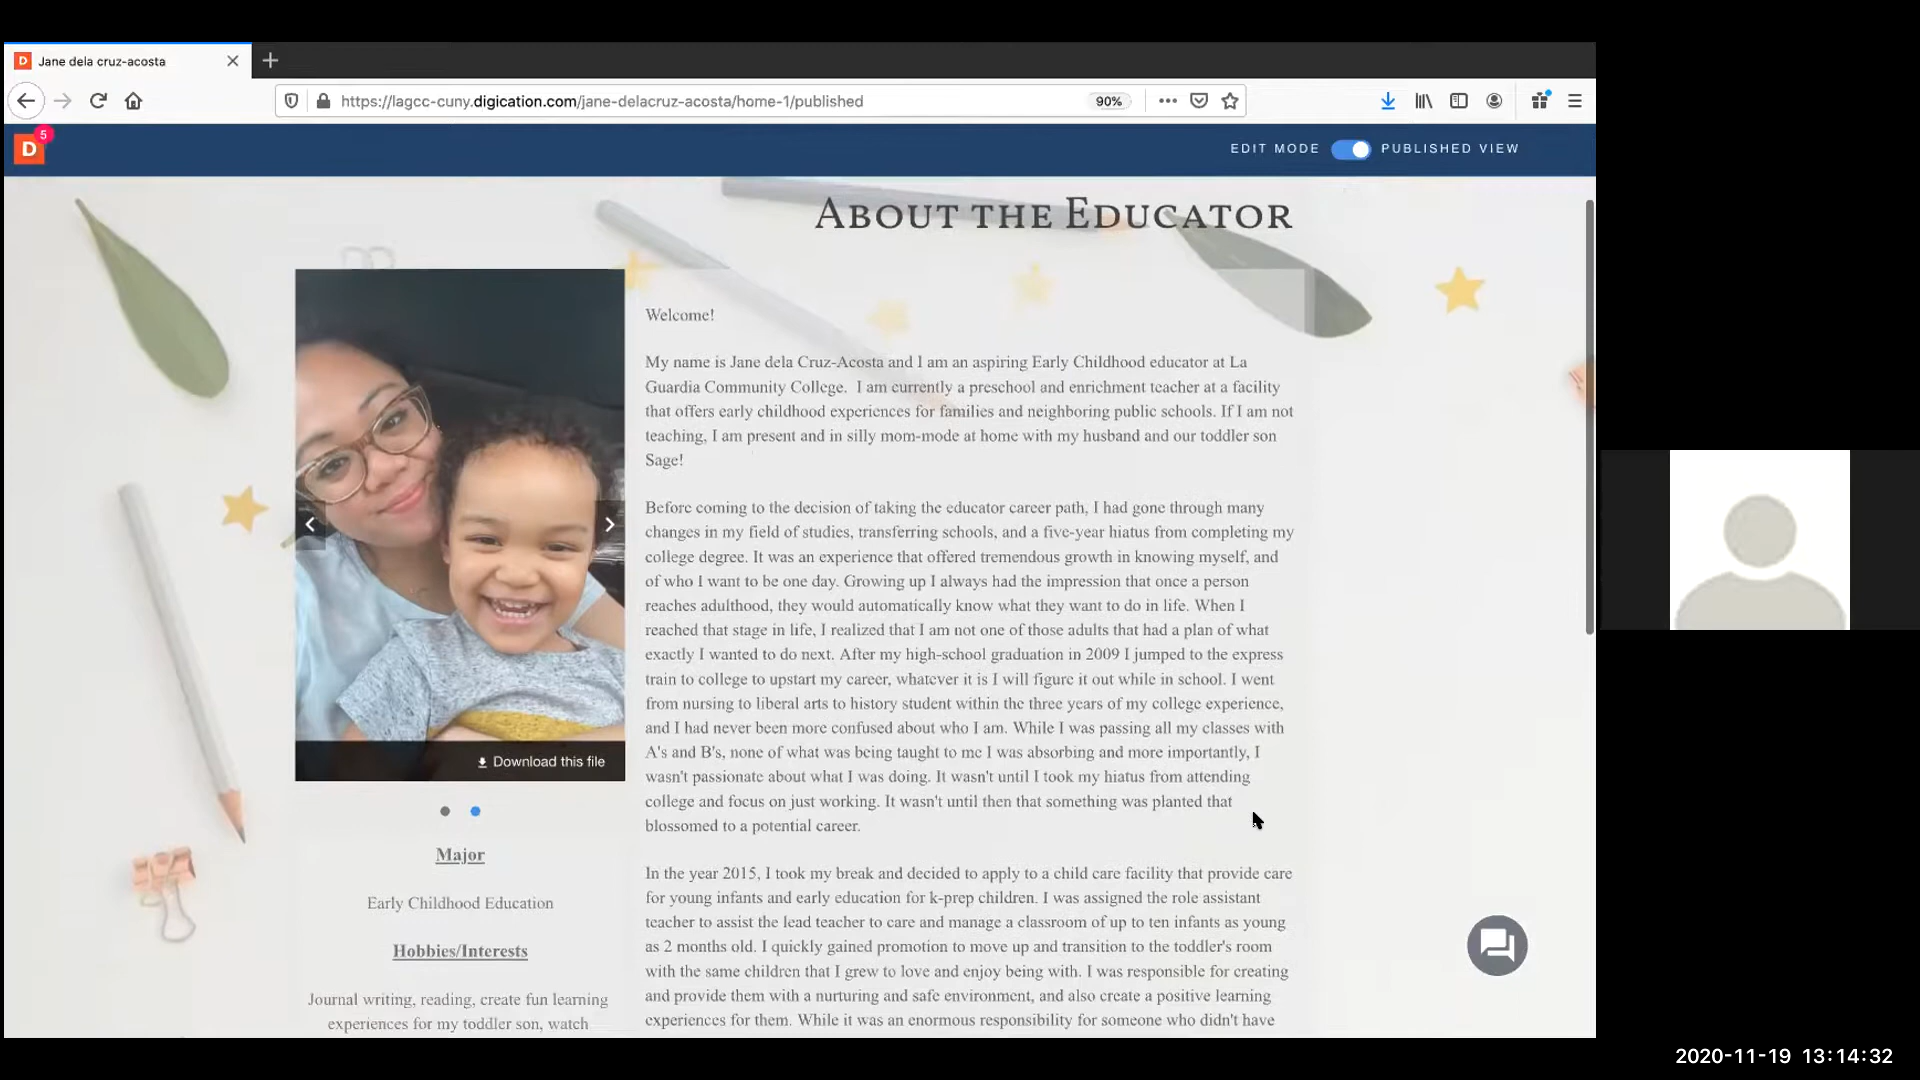 Jane dela cruz-acosta
https://lagcc-cuny.digication.com/jane-delacruz-acosta/home-1/published
90%
D
5
EDIT MODE
PUBLISHED VIEW
About the Educator
Welcome!
My name is Jane dela Cruz-Acosta and I am an aspiring Early Childhood educator at La
Guardia Community College.  I am currently a preschool and enrichment teacher at a facility
that offers early childhood experiences for families and neighboring public schools. If I am not
teaching, I am present and in silly mom-mode at home with my husband and our toddler son
Sage!
Before coming to the decision of taking the educator career path, I had gone through many
changes in my field of studies, transferring schools, and a five-year hiatus from completing my
college degree. It was an experience that offered tremendous growth in knowing myself, and
of who I want to be one day. Growing up I always had the impression that once a person
reaches adulthood, they would automatically know what they want to do in life. When I
reached that stage in life, I realized that I am not one of those adults that had a plan of what
exactly I wanted to do next. After my high-school graduation in 2009 I jumped to the express
train to college to upstart my career, whatever it is I will figure it out while in school. I went
from nursing to liberal arts to history student within the three years of my college experience,
and I had never been more confused about who I am. While I was passing all my classes with
A's and B's, none of what was being taught to me I was absorbing and more importantly, I
wasn't passionate about what I was doing. It wasn't until I took my hiatus from attending
college and focus on just working. It wasn't until then that something was planted that
blossomed to a potential career.
In the year 2015, I took my break and decided to apply to a child care facility that provide care
for young infants and early education for k-prep children. I was assigned the role assistant
teacher to assist the lead teacher to care and manage a classroom of up to ten infants as young
as 2 months old. I quickly gained promotion to move up and transition to the toddler's room
with the same children that I grew to love and enjoy being with. I was responsible for creating
and provide them with a nurturing and safe environment, and also create a positive learning
experiences for them. While it was an enormous responsibility for someone who didn't have
Download this file
Major
Early Childhood Education
Hobbies/Interests
Journal writing, reading, create fun learning
experiences for my toddler son, watch
2020-11-19 13:14:32